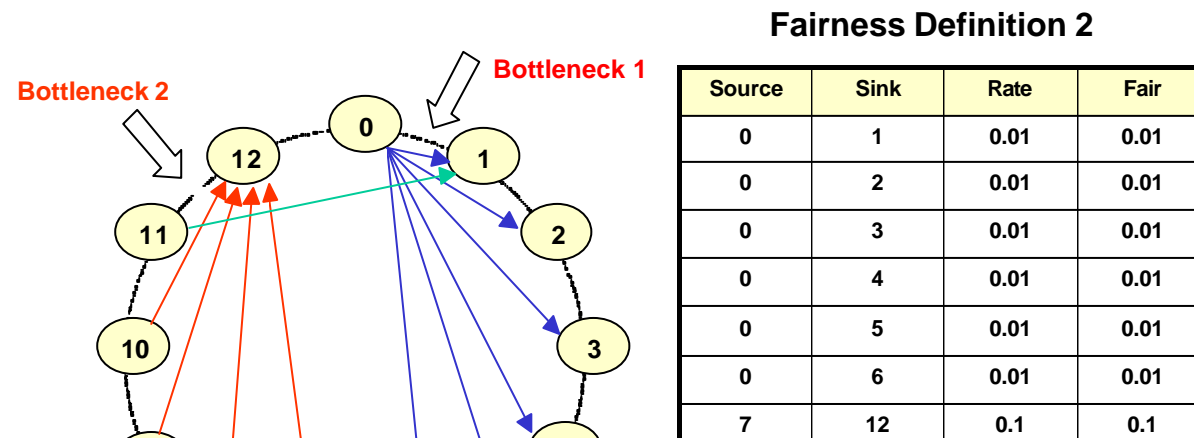 Fairness Definition 2
Bottleneck 1
Bottleneck 2
0
12
1
11
2
10
3
Source Sink Rate Fair
0 1 0.01 0.01
0 2 0.01 0.01
0 3 0.01 0.01
0 4 0.01 0.01
0 5 0.01 0.01
0 6 0.01 0.01
7 12 0.1 0.1